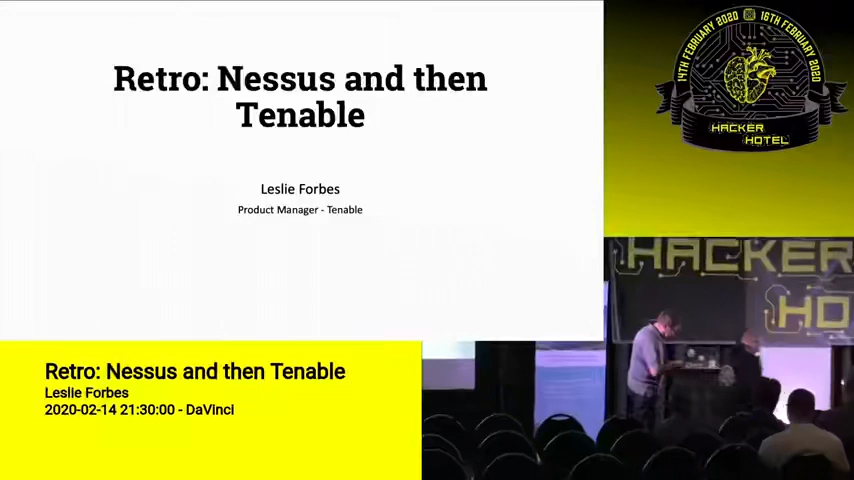 Retro: Nessus and then
Tenable
Leslie Forbes
Product Manager - Tenable
14TH FEBRUARY 2020
16TH FEBRUARY 2020
HACKER
HOTEL
HACKER
HO
Retro: Nessus and then Tenable
Leslie Forbes
2020-02-14 21:30:00 - DaVinci